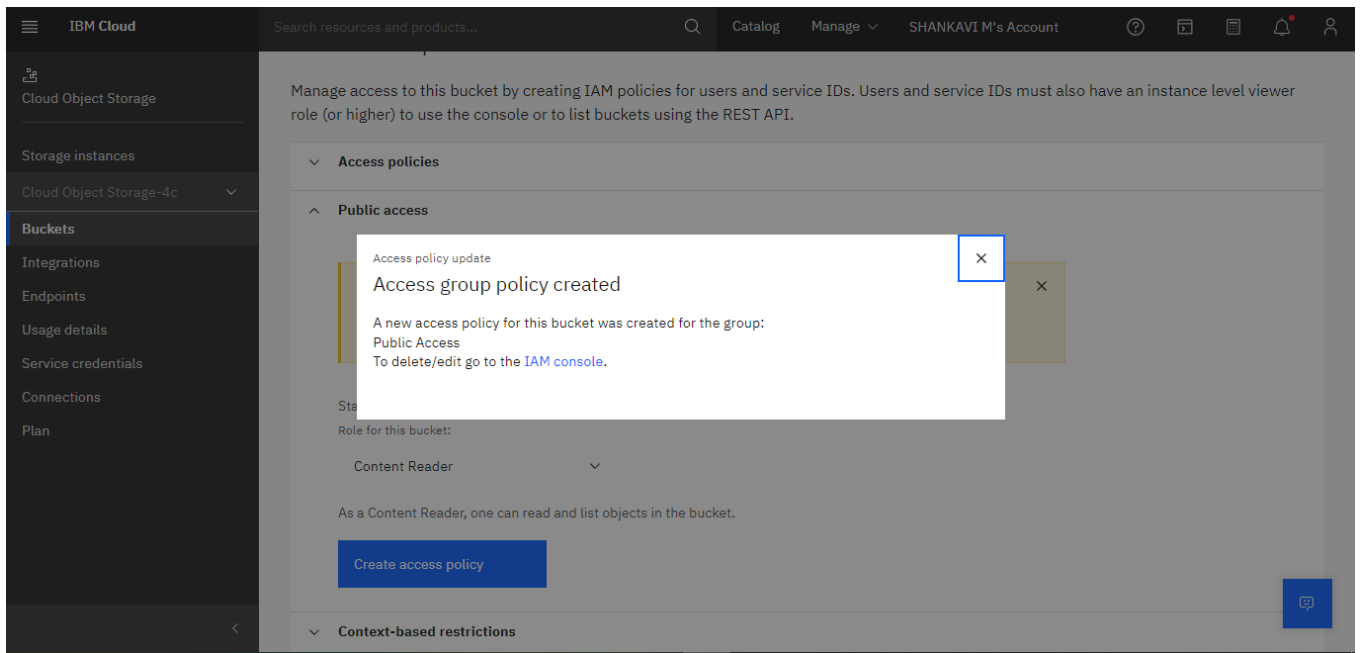 IBM Cloud
Search resources and products...
Catalog
Manage
SHANKAVI M's Account
Cloud Object Storage
Storage instances
Cloud Object Storage-4c
Buckets
Integrations
Endpoints
Usage details
Service credentials
Connections
Plan
Manage access to this bucket by creating IAM policies for users and service IDs. Users and service IDs must also have an instance level viewer
role (or higher) to use the console or to list buckets using the REST API.
Access policies
Public access
Access policy update
Access group policy created
A new access policy for this bucket was created for the group:
Public Access
To delete/edit go to the IAM console.
Role for this bucket:
Content Reader
As a Content Reader, one can read and list objects in the bucket.
Create access policy
Context-based restrictions